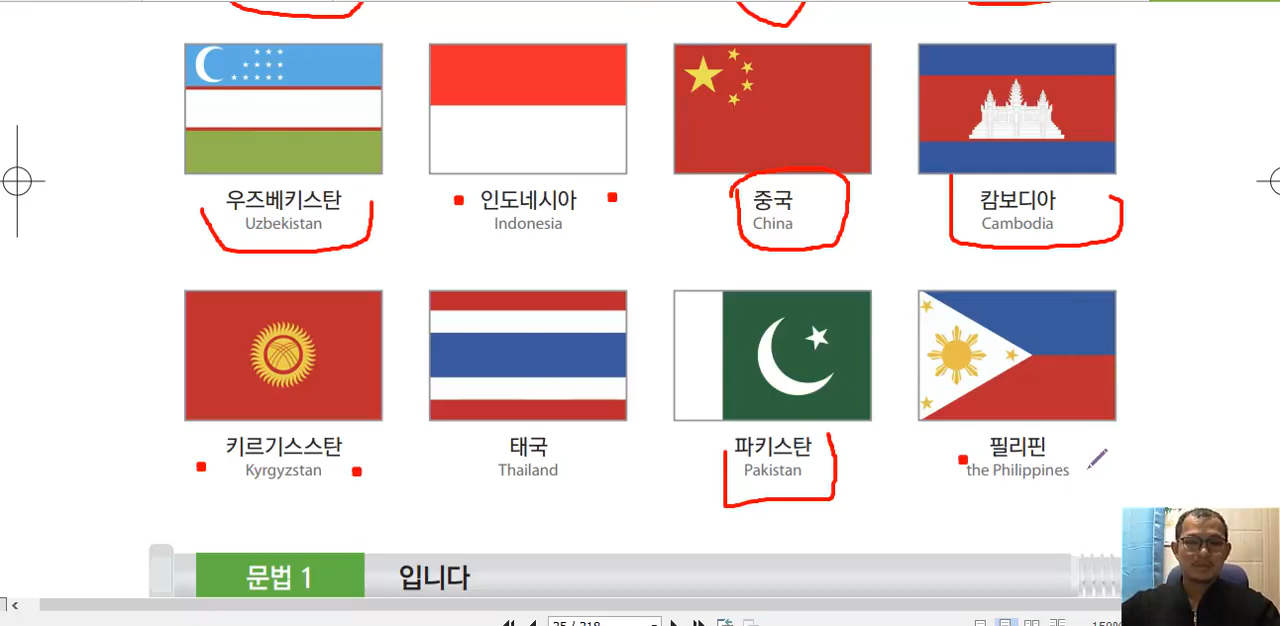 우즈베키스탄 인도네시아 중국 캄보디아
Uzbekistan Indonesia China Cambodia
키르기스스탄 태국 파키스탄 필리핀
Kyrgyzstan Thailand Pakistan the Philippines
문법 1 입니다